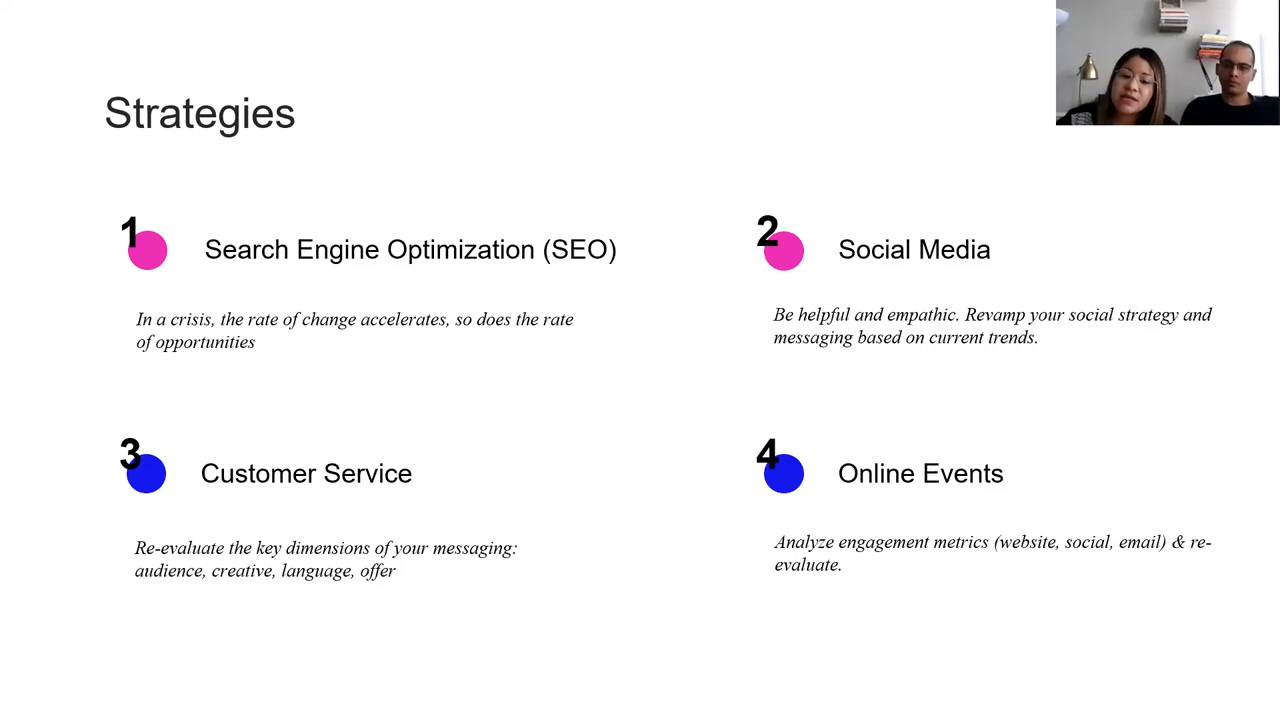 Strategies
1
Search Engine Optimization (SEO)
In a crisis, the rate of change accelerates, so does the rate
of opportunities
2
Social Media
Be helpful and empathic. Revamp your social strategy and
messaging based on current trends.
3
Customer Service
Re-evaluate the key dimensions of your messaging:
audience, creative, language, offer
4
Online Events
Analyze engagement metrics (website, social, email) & re-
evaluate.